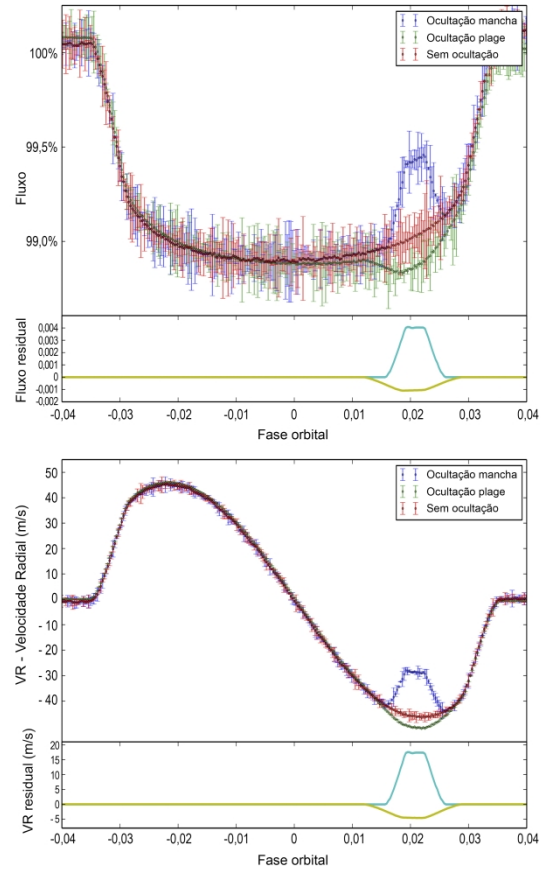 Ocultação mancha
Ocultação plage
Sem ocultação
100%
99,5%
99,0%
Fluxo
0,004
0,003
0,002
0,001
0
-0,001
-0,002
Fluxo residual
-0,04 -0,03 -0,02 -0,01 0 0,01 0,02 0,03 0,04
Fase orbital
Ocultação mancha
Ocultação plage
Sem ocultação
50
40
30
20
10
0
- 10
- 20
- 30
- 40
VR - Velocidade Radial (m/s)
20
15
10
5
0
-5
VR residual (m/s)
-0,04 -0,03 -0,02 -0,01 0 0,01 0,02 0,03 0,04
Fase orbital